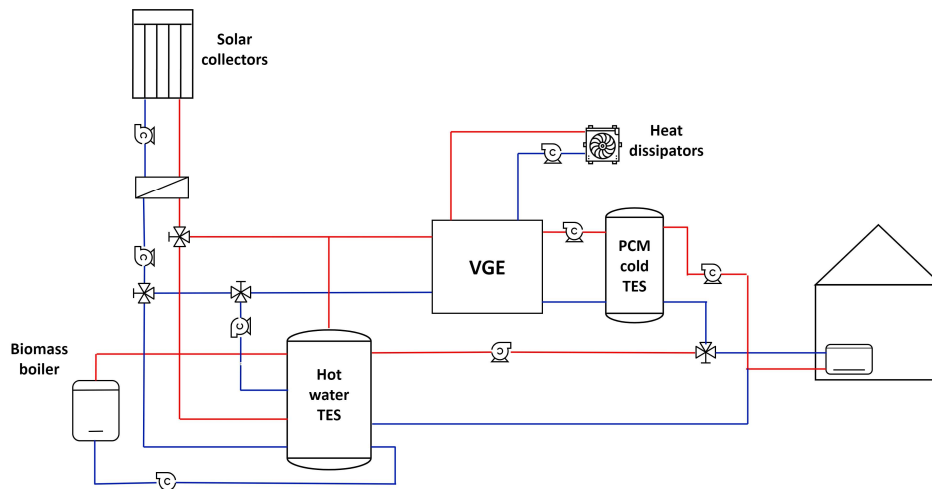 Solar
collectors
C
C
C
Heat
dissipators
VGE
C
PCM
cold
TES
C
C
C
Biomass
boiler
Hot
water
TES
C